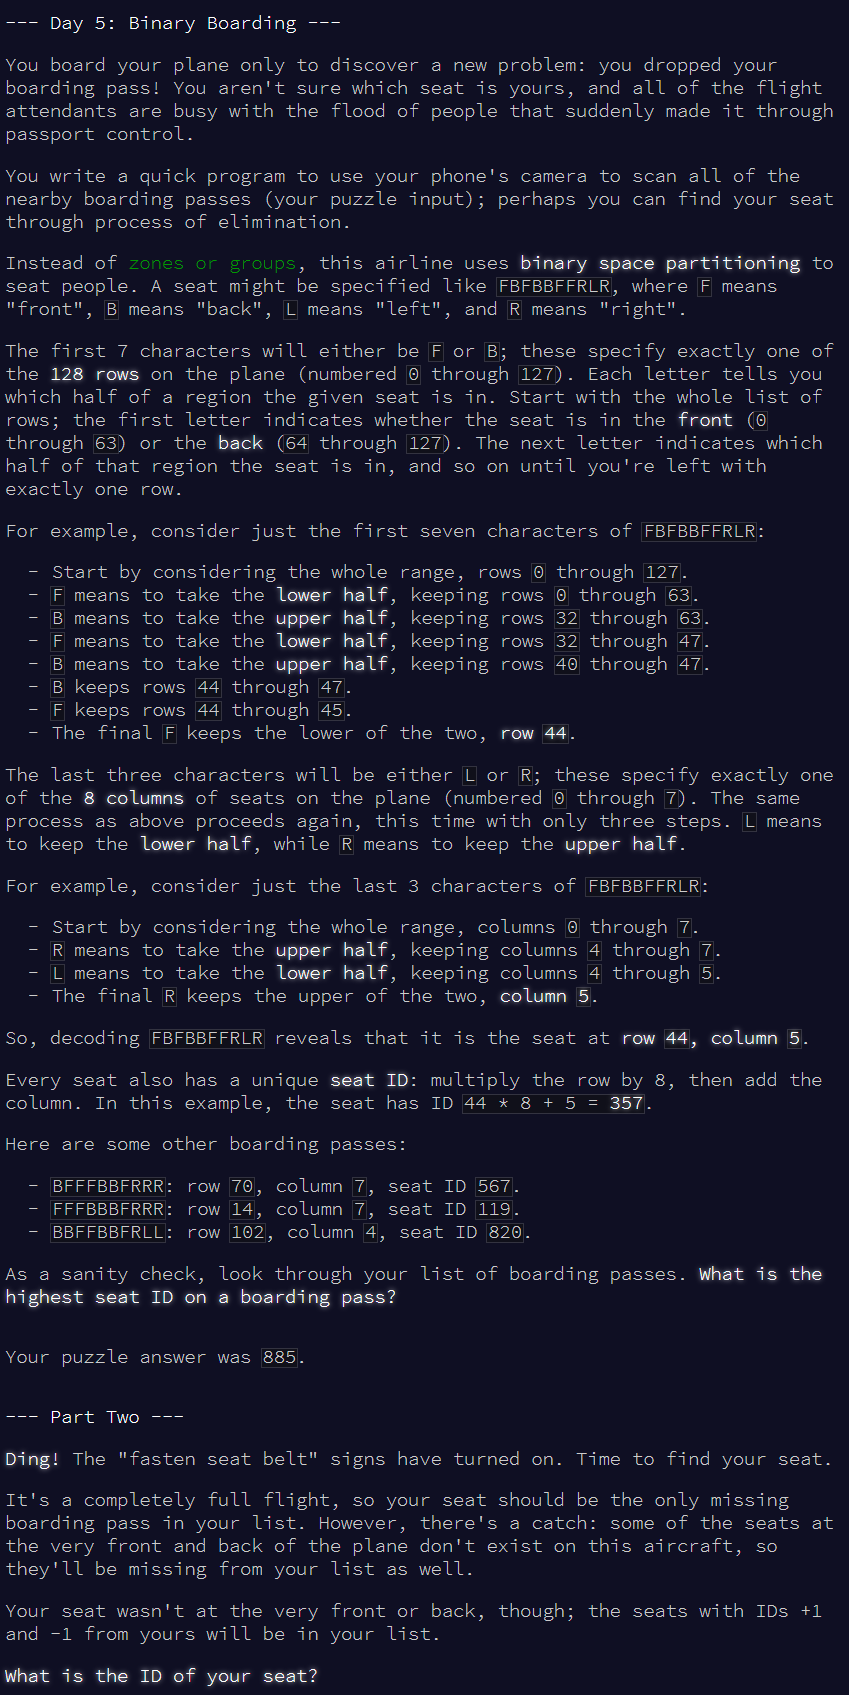 --- Day 5: Binary Boarding ---
You board your plane only to discover a new problem: you dropped your
boarding pass! You aren't sure which seat is yours, and all of the flight
attendants are busy with the flood of people that suddenly made it through
passport control.
You write a quick program to use your phone's camera to scan all of the
nearby boarding passes (your puzzle input); perhaps you can find your seat
through process of elimination.
Instead of zones or groups, this airline uses binary space partitioning to
seat people. A seat might be specified like FBFBBFFRLR, where F means
"front", B means "back", L means "left", and R means "right".
The first 7 characters will either be F or B; these specify exactly one of
the 128 rows on the plane (numbered 0 through 127). Each letter tells you
which half of a region the given seat is in. Start with the whole list of
rows; the first letter indicates whether the seat is in the front (0
through 63) or the back (64 through 127). The next letter indicates which
half of that region the seat is in, and so on until you're left with
exactly one row.
For example, consider just the first seven characters of FBFBBFFRLR:
- Start by considering the whole range, rows 0 through 127.
- F means to take the lower half, keeping rows 0 through 63.
- B means to take the upper half, keeping rows 32 through 63.
- F means to take the lower half, keeping rows 32 through 47.
- B means to take the upper half, keeping rows 40 through 47.
- B keeps rows 44 through 47.
- F keeps rows 44 through 45.
- The final F keeps the lower of the two, row 44.
The last three characters will be either L or R; these specify exactly one
of the 8 columns of seats on the plane (numbered 0 through 7). The same
process as above proceeds again, this time with only three steps. L means
to keep the lower half, while R means to keep the upper half.
For example, consider just the last 3 characters of FBFBBFFRLR:
- Start by considering the whole range, columns 0 through 7.
- R means to take the upper half, keeping columns 4 through 7.
- L means to take the lower half, keeping columns 4 through 5.
- The final R keeps the upper of the two, column 5.
So, decoding FBFBBFFRLR reveals that it is the seat at row 44, column 5.
Every seat also has a unique seat ID: multiply the row by 8, then add the
column. In this example, the seat has ID 44 * 8 + 5 = 357.
Here are some other boarding passes:
- BFFFBBFRRR: row 70, column 7, seat ID 567.
- FFFBBBFRRR: row 14, column 7, seat ID 119.
- BBFFBBFRLL: row 102, column 4, seat ID 820.
As a sanity check, look through your list of boarding passes. What is the
highest seat ID on a boarding pass?
Your puzzle answer was 885.
--- Part Two ---
Ding! The "fasten seat belt" signs have turned on. Time to find your seat.
It's a completely full flight, so your seat should be the only missing
boarding pass in your list. However, there's a catch: some of the seats at
the very front and back of the plane don't exist on this aircraft, so
they'll be missing from your list as well.
Your seat wasn't at the very front or back, though; the seats with IDs +1
and -1 from yours will be in your list.
What is the ID of your seat?